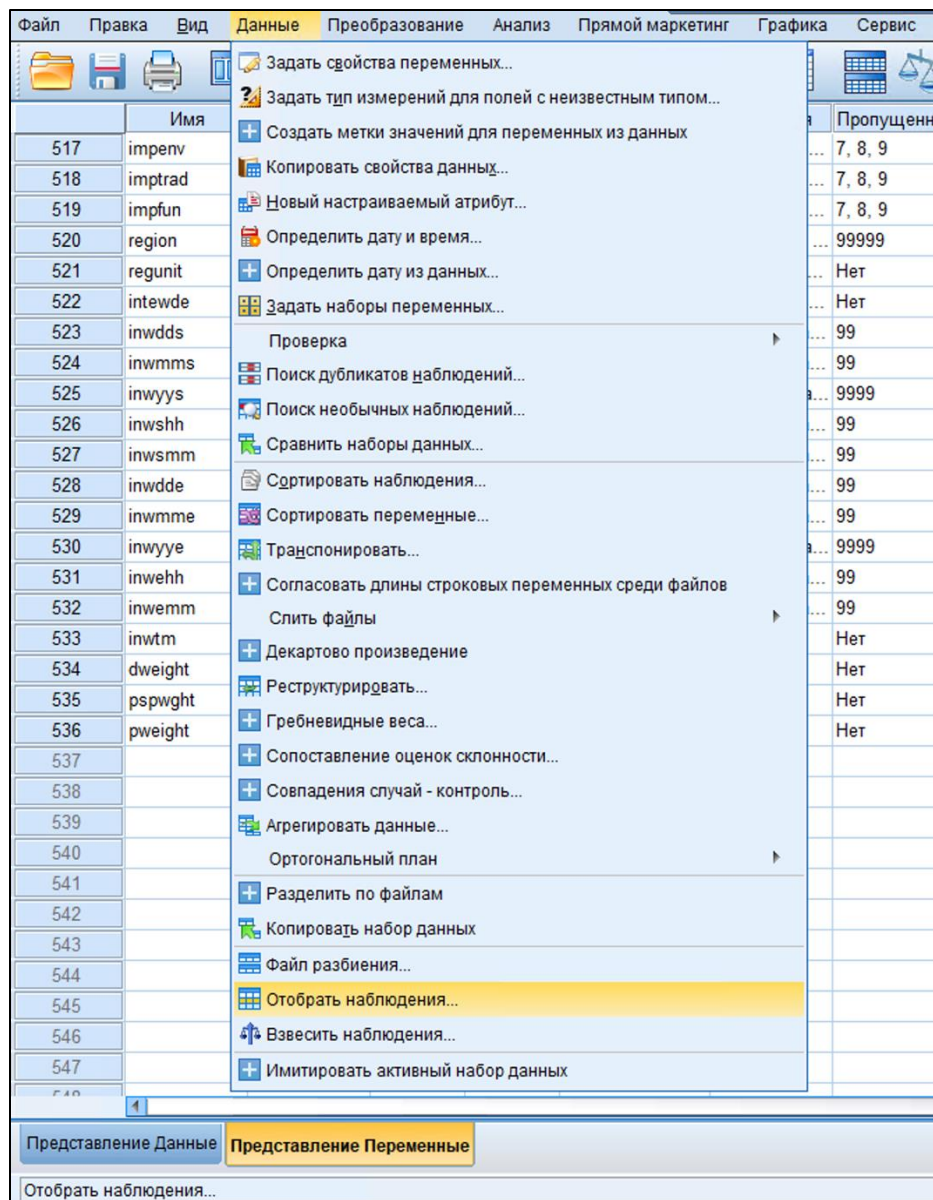 Файл Правка Вид Данные Преобразование Анализ Прямой маркетинг Графика Сервис
Имя
Пропущенн
517 impenv ... 7, 8, 9
518 imptrad ... 7, 8, 9
519 impfun ... 7, 8, 9
520 region ... 99999
521 regunit ... Нет
522 intewde ... Нет
523 inwdds ... 99
524 inwmms ... 99
525 inwyys ... 9999
526 inwshh ... 99
527 inwsmm ... 99
528 inwdde ... 99
529 inwmme ... 99
530 inwyye ... 9999
531 inwehh ... 99
532 inwemm ... 99
533 inwtm Нет
534 dweight Нет
535 pspwght Нет
536 pweight Нет
537
538
539
540
541
542
543
544
545
546
547
Задать свойства переменных...
Задать тип измерений для полей с неизвестным типом...
Создать метки значений для переменных из данных
Копировать свойства данных...
Новый настраиваемый атрибут...
Определить дату и время...
Определить дату из данных...
Задать наборы переменных...
Проверка
Поиск дубликатов наблюдений...
Поиск необычных наблюдений...
Сравнить наборы данных...
Сортировать наблюдения...
Сортировать переменные...
Транспонировать...
Согласовать длины строковых переменных среди файлов
Слить файлы
Декартово произведение
Реструктурировать...
Гребневидные веса...
Сопоставление оценок склонности...
Совпадения случай - контроль...
Агрегировать данные...
Ортогональный план
Разделить по файлам
Копировать набор данных
Файл разбиения...
Отобрать наблюдения...
Взвесить наблюдения...
Имитировать активный набор данных
Представление Данные Представление Переменные
Отобрать наблюдения...